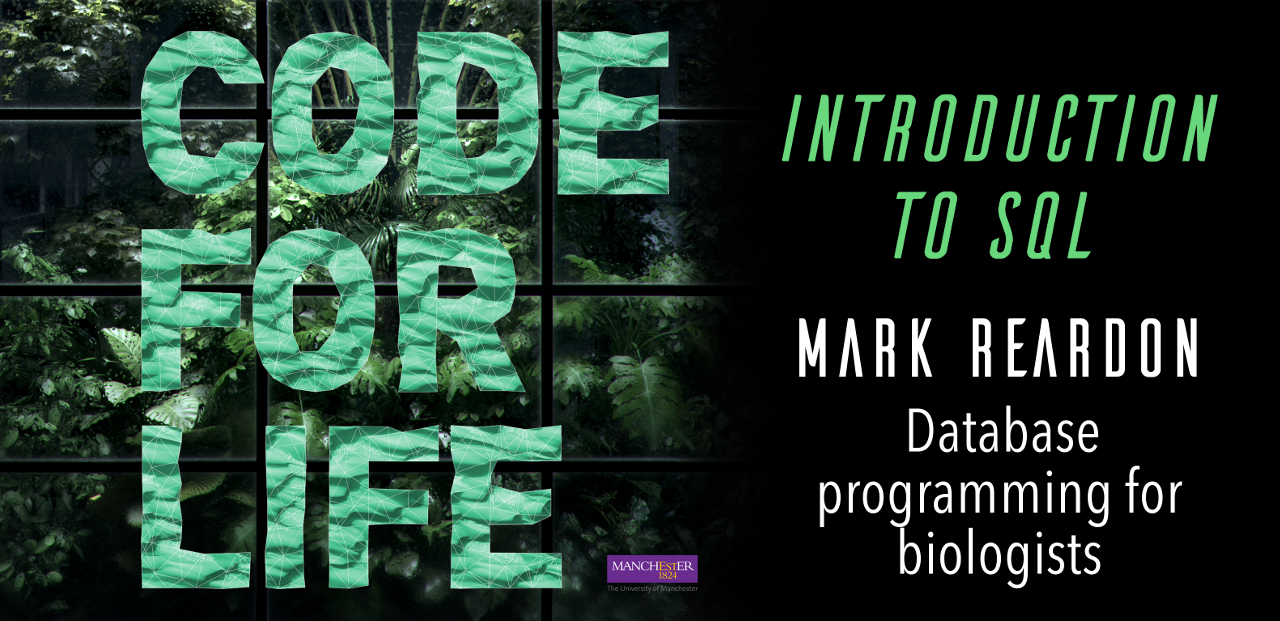 CODE
FOR
LIFE
MANCHESTER
1824
The University of Manchester
INTRODUCTION
TO SQL
MARK REARDON
Database
programming for
biologists